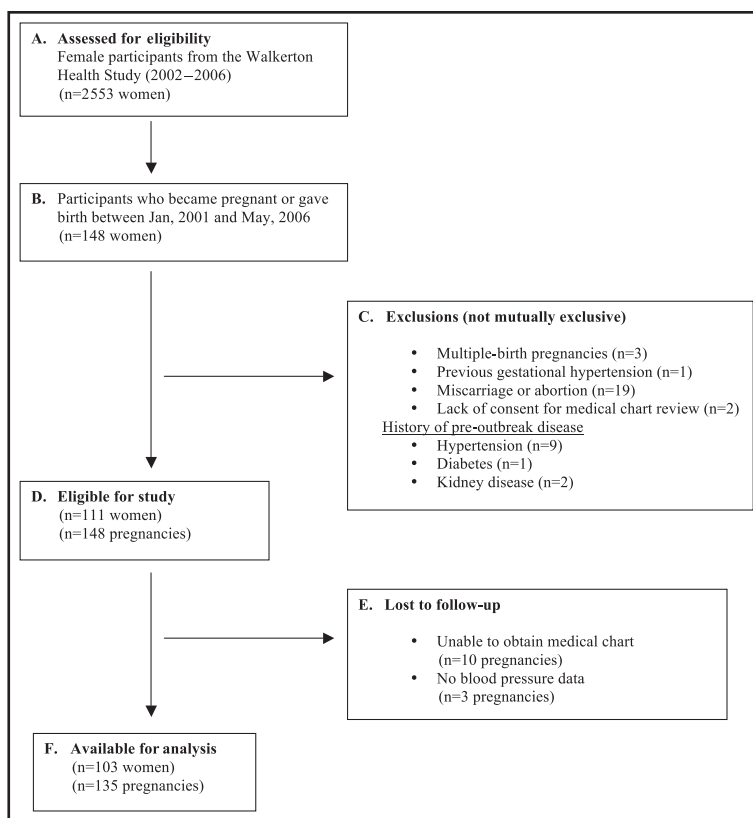 A. Assessed for eligibility
Female participants from the Walkerton
Health Study (2002–2006)
(n=2553 women)
B. Participants who became pregnant or gave
birth between Jan, 2001 and May, 2006
(n=148 women)
C. Exclusions (not mutually exclusive)
• Multiple-birth pregnancies (n=3)
• Previous gestational hypertension (n=1)
• Miscarriage or abortion (n=19)
• Lack of consent for medical chart review (n=2)
History of pre-outbreak disease
• Hypertension (n=9)
• Diabetes (n=1)
• Kidney disease (n=2)
D. Eligible for study
(n=111 women)
(n=148 pregnancies)
E. Lost to follow-up
• Unable to obtain medical chart
(n=10 pregnancies)
• No blood pressure data
(n=3 pregnancies)
F. Available for analysis
(n=103 women)
(n=135 pregnancies)